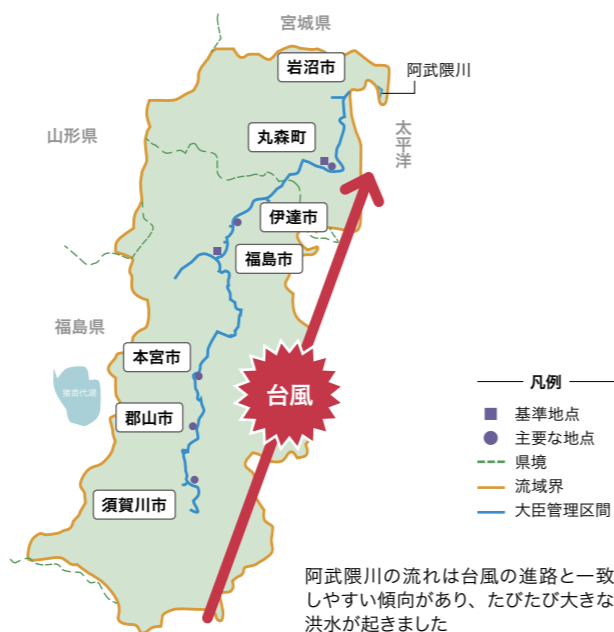 宮城県
岩沼市
阿武隈川
太平洋
山形県
丸森町
伊達市
福島市
福島県
本宮市
猪苗代湖
台風
郡山市
須賀川市
凡例
基準地点
主要な地点
県境
流域界
大臣管理区間
阿武隈川の流れは台風の進路と一致
しやすい傾向があり、たびたび大きな
洪水が起きました